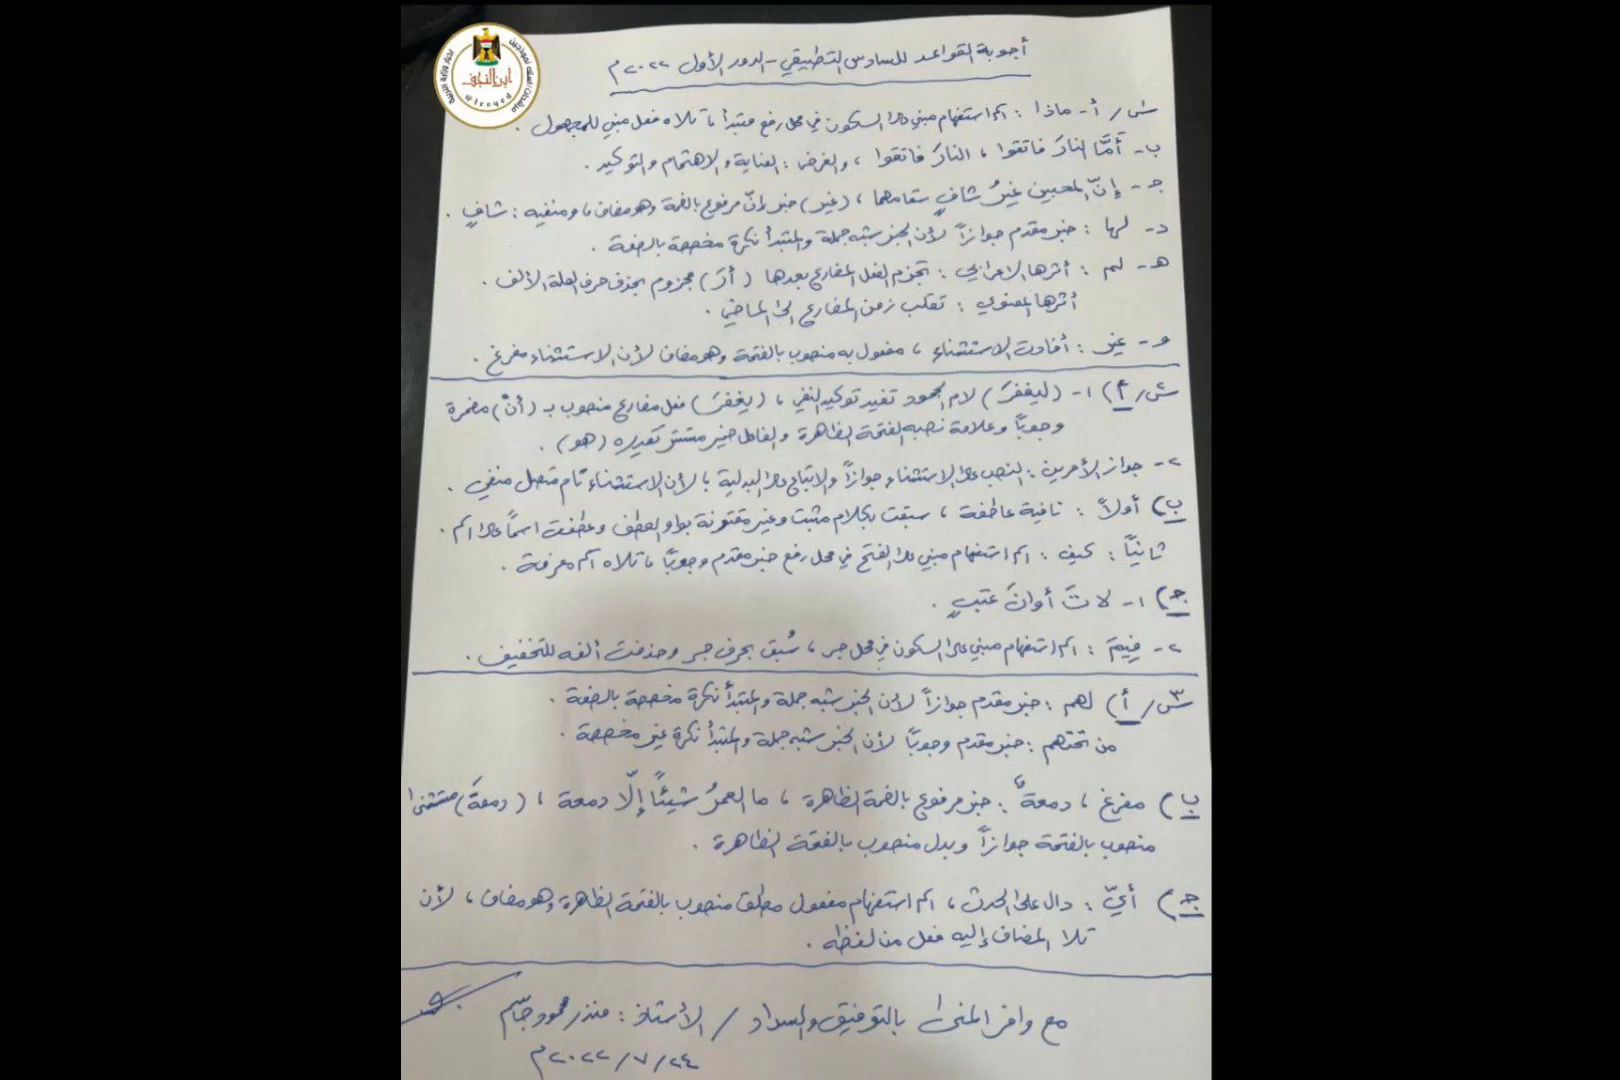 أجوبة القواعد للسادس التطبيقي - الدور الأول ٢٠٢٢ م
س١/ أ- ماذا : اسم استفهام مبني على السكون في محل رفع مبتدأ ، تلاه فعل مبني للمجهول .
ب- أمَّا النارَ فاتقوا ، النارَ فاتقوا ، والغرض : العناية والاهتمام والتوكيد .
جـ- إنّ المحبين غيرُ شافٍ سقامهما ، (غير) خبر إنّ مرفوع بالضمة وهو مضاف ، ومنفيه : شافٍ .
د- لها : خبر مقدم جوازاً لأن الخبر شبه جملة والمبتدأ نكرة مخصصة بالصفة .
هـ- لم : أثرها الإعرابي : تجزم الفعل المضارع بعدها (أرَ) مجزوم بحذف حرف العلة الألف .
أثرها المعنوي : تقلب زمن المضارع الى الماضي .
و- غير : أفادت الاستثناء ، مفعول به منصوب بالفتحة وهو مضاف لأن الاستثناء مفرغ .
س٢/ أ) ١- (ليغفرَ) لام الجحود تفيد توكيد النفي ، (يغفرَ) فعل مضارع منصوب بـ (أنْ) مضمرة
وجوباً وعلامة نصبه الفتحة الظاهرة والفاعل ضمير مستتر تقديره (هو) .
٢- جواز الأمرين : النصب على الاستثناء جوازاً والاتباع على البدلية ، لأن الاستثناء تام متصل منفي .
ب) أولاً : نافية عاطفة ، سبقت بكلام مثبت وغير مقترنة بواو العطف وعطفت اسماً على اسم .
ثانياً : كيف : اسم استفهام مبني على الفتح في محل رفع خبر مقدم وجوباً ، تلاه اسم معرفة .
جـ) ١- لاتَ أوانَ عتبٍ .
٢- فِيمَ : اسم استفهام مبني على السكون في محل جر ، سُبق بحرف جر وحذفت ألفه للتخفيف .
س٣/ أ) لهم : خبر مقدم جوازاً لأن الخبر شبه جملة والمبتدأ نكرة مخصصة بالصفة .
من تحتهم : خبر مقدم وجوباً لأن الخبر شبه جملة والمبتدأ نكرة غير مخصصة .
ب) مفرغ ، دمعةٌ : خبر مرفوع بالضمة الظاهرة ، ما العمرُ شيئاً إلّا دمعة ، (دمعةً) مستثنى
منصوب بالفتحة جوازاً وبدل منصوب بالفتحة الظاهرة .
جـ) أيّ : دال على الحدث ، اسم استفهام مفعول مطلق منصوب بالفتحة الظاهرة وهو مضاف ، لأن
تلا المضاف إليه فعل من لفظه .
مع وافر المنى بالتوفيق والسداد / الأستاذ : منذر محمود جاسم
٢٤/٧/٢٠٢٢ م
ابن النجف
@iroyed